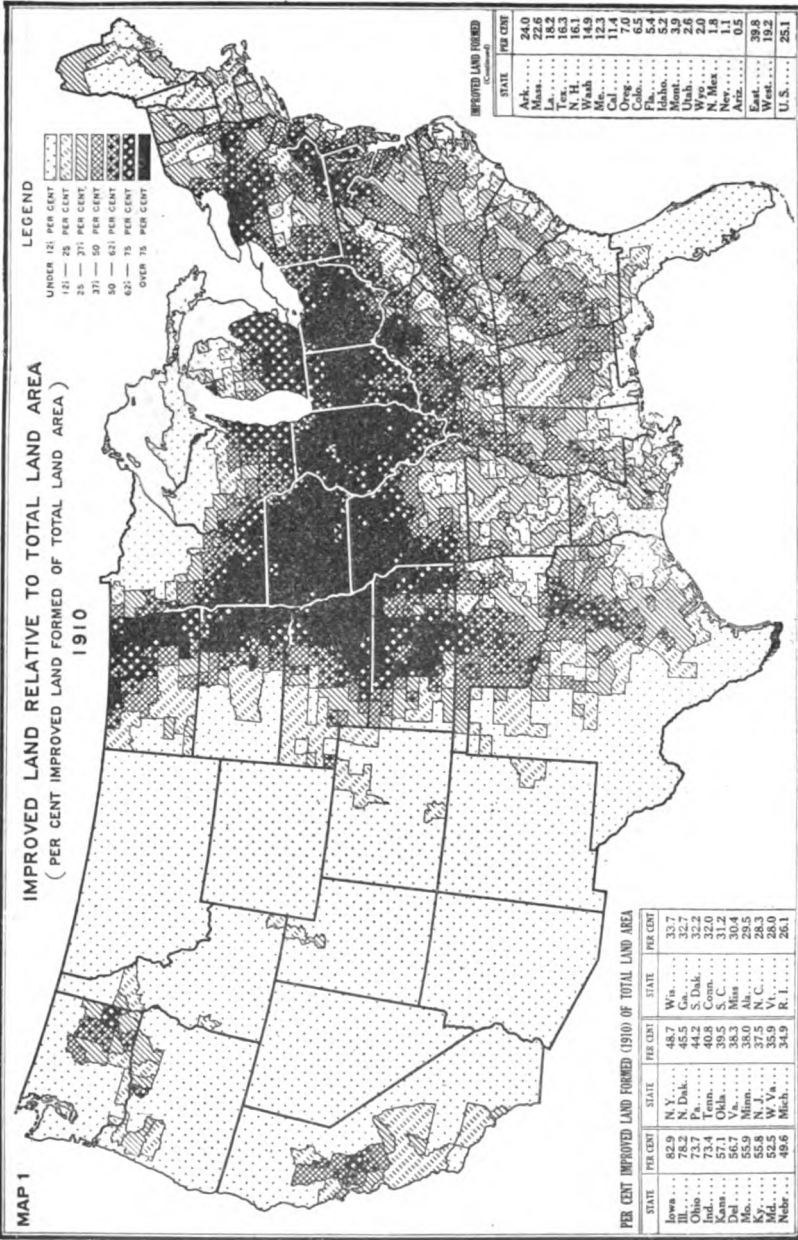 MAP 1
IMPROVED LAND RELATIVE TO TOTAL LAND AREA
( PER CENT IMPROVED LAND FORMED OF TOTAL LAND AREA )
1910
LEGEND
UNDER 12½ PER CENT
12½ — 25 PER CENT
25 — 37½ PER CENT
37½ — 50 PER CENT
50 — 62½ PER CENT
62½ — 75 PER CENT
OVER 75 PER CENT
PER CENT IMPROVED LAND FORMED (1910) OF TOTAL LAND AREA
STATE PER CENT STATE PER CENT STATE PER CENT
Iowa.... 82.9 N. Y..... 48.7 Wis..... 33.7
Ill...... 78.2 N. Dak... 45.5 Ga...... 32.7
Ohio.... 73.7 Pa...... 44.2 S. Dak.. 32.2
Ind..... 73.4 Tenn.... 40.8 Conn.... 32.0
Kans.... 57.1 Okla.... 39.5 S. C..... 31.2
Del..... 56.7 Va...... 38.3 Miss.... 30.4
Mo...... 55.9 Minn.... 38.0 Ala..... 29.5
Ky...... 55.8 N. J..... 37.5 N. C..... 28.3
Md..... 52.5 W. Va... 35.9 Vt...... 28.0
Nebr.... 49.6 Mich.... 34.9 R. I..... 26.1
IMPROVED LAND FORMED
(Continued)
STATE PER CENT
Ark..... 24.0
Mass.... 22.6
La...... 18.2
Tex..... 16.3
N. H.... 16.1
Wash... 14.9
Me...... 12.3
Cal..... 11.4
Oreg.... 7.0
Colo.... 6.5
Fla..... 5.4
Idaho... 5.2
Mont.... 3.9
Utah.... 2.6
Wyo.... 2.0
N. Mex.. 1.8
Nev..... 1.1
Ariz.... 0.5
East.... 39.8
West.... 19.2
U. S..... 25.1